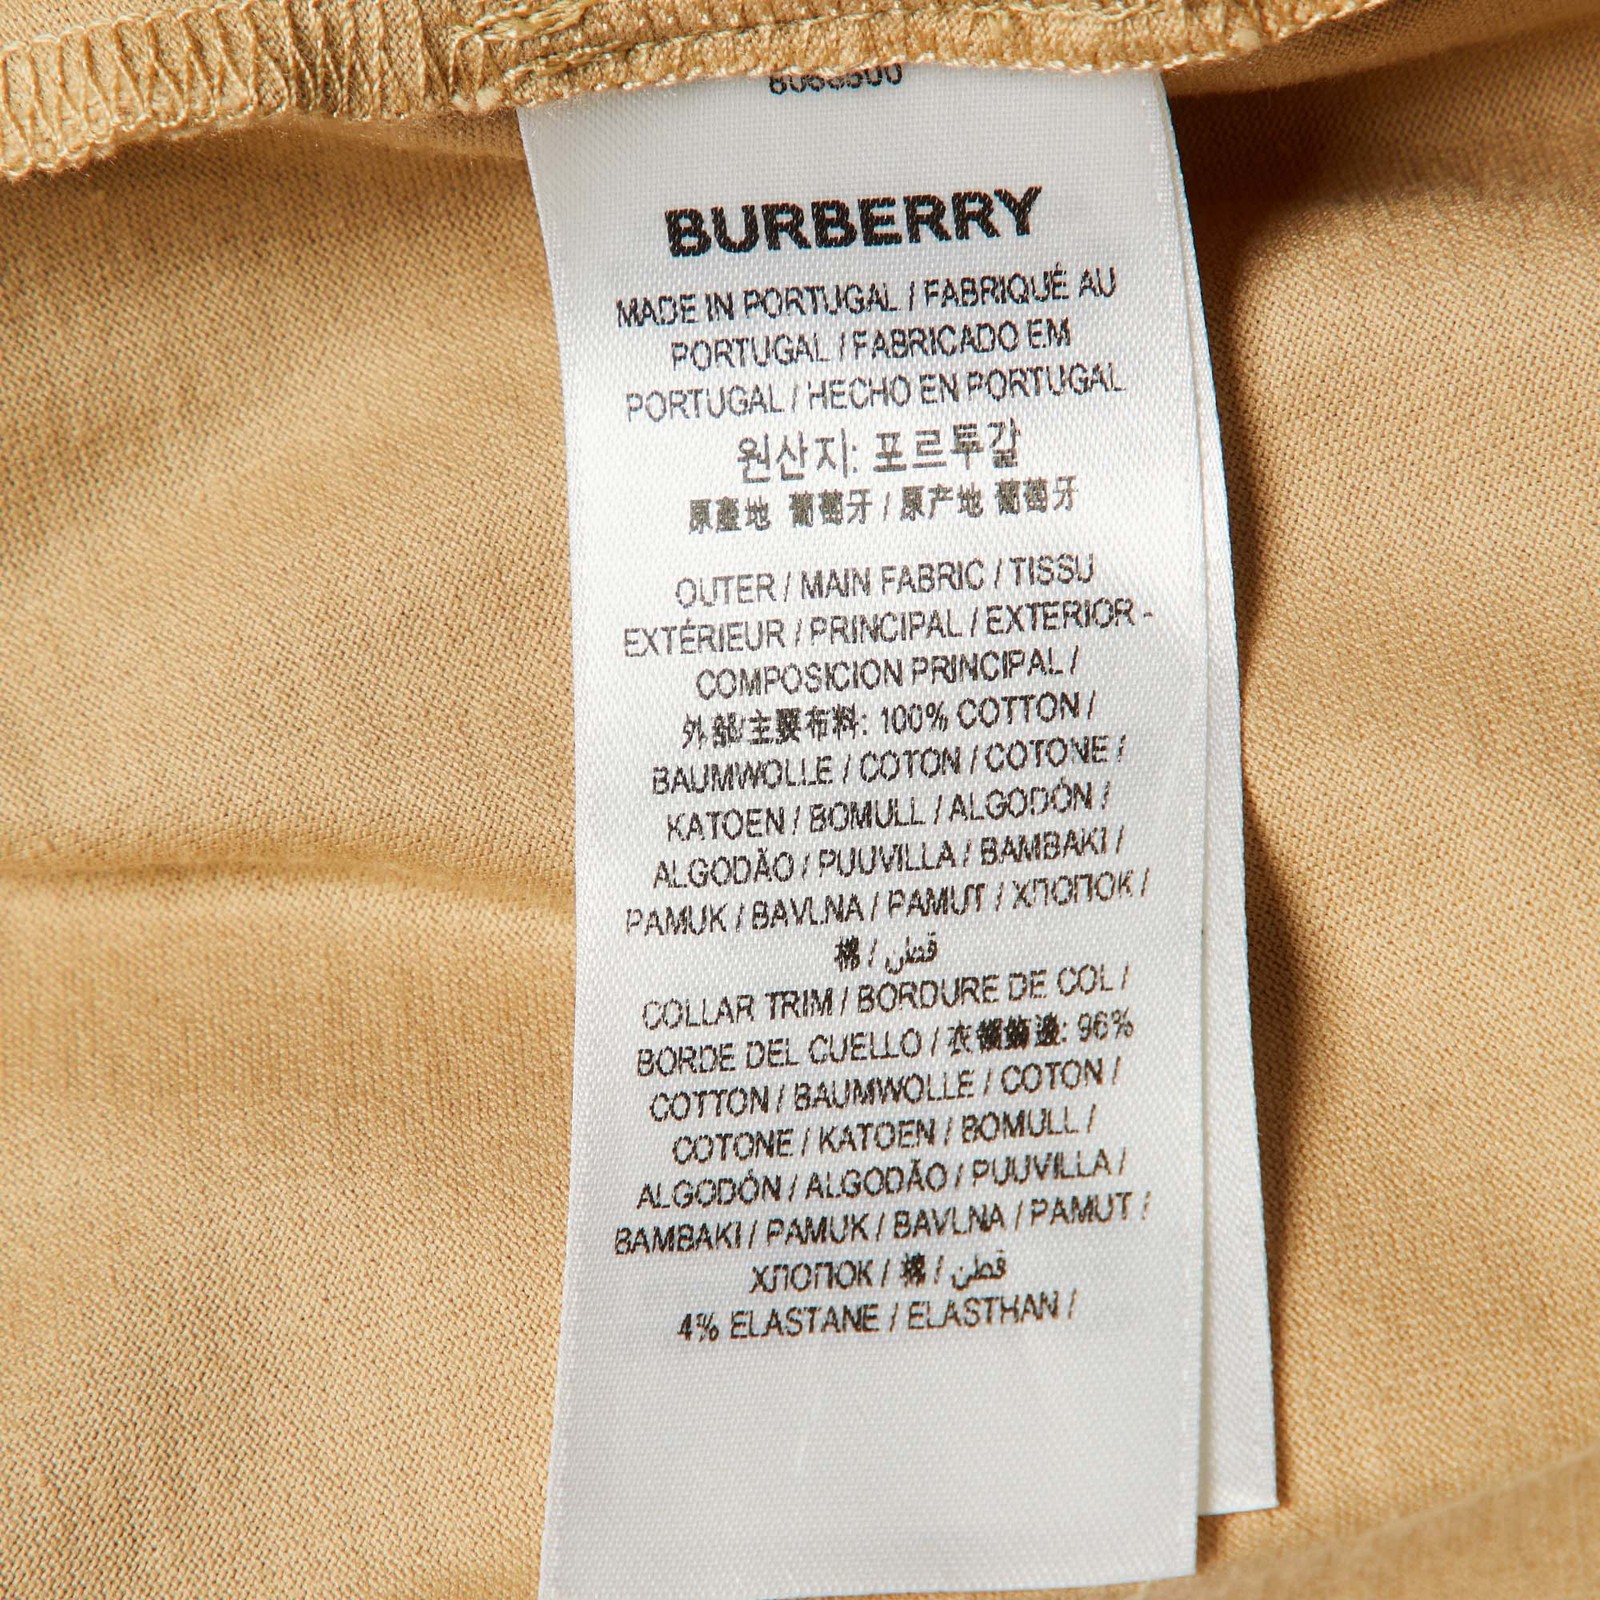 BURBERRY
MADE IN PORTUGAL / FABRIQUÉ AU
PORTUGAL / FABRICADO EM
PORTUGAL / HECHO EN PORTUGAL
원산지: 포르투갈
原產地 葡萄牙 / 原产地 葡萄牙
OUTER / MAIN FABRIC / TISSU
EXTÉRIEUR / PRINCIPAL / EXTERIOR -
COMPOSICION PRINCIPAL /
外部/主要布料: 100% COTTON /
BAUMWOLLE / COTON / COTONE /
KATOEN / BOMULL / ALGODÓN /
ALGODÃO / PUUVILLA / BAMBAKI /
PAMUK / BAVLNA / PAMUT / ХЛОПОК /
棉 / قطن
COLLAR TRIM / BORDURE DE COL /
BORDE DEL CUELLO / 衣領飾邊: 96%
COTTON / BAUMWOLLE / COTON /
COTONE / KATOEN / BOMULL /
ALGODÓN / ALGODÃO / PUUVILLA /
BAMBAKI / PAMUK / BAVLNA / PAMUT /
ХЛОПОК / 棉 / قطن
4% ELASTANE / ELASTHAN /